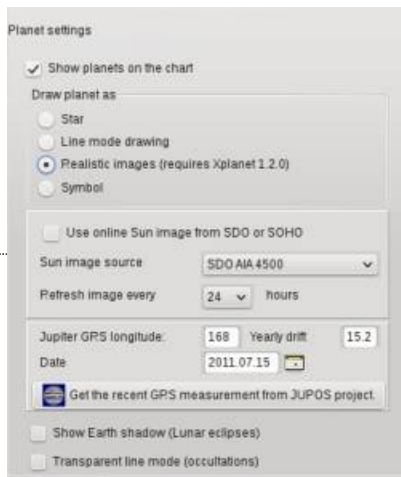 Planet settings
Show planets on the chart
Draw planet as
Star
Line mode drawing
Realistic images (requires Xplanet 1.2.0)
Symbol
Use online Sun image from SDO or SOHO
Sun image source SDO AIA 4500
Refresh image every 24 hours
Jupiter GRS longitude: 168 Yearly drift 15.2
Date 2011.07.15
Get the recent GRS measurement from JUPOS project.
Show Earth shadow (Lunar eclipses)
Transparent line mode (occultations)